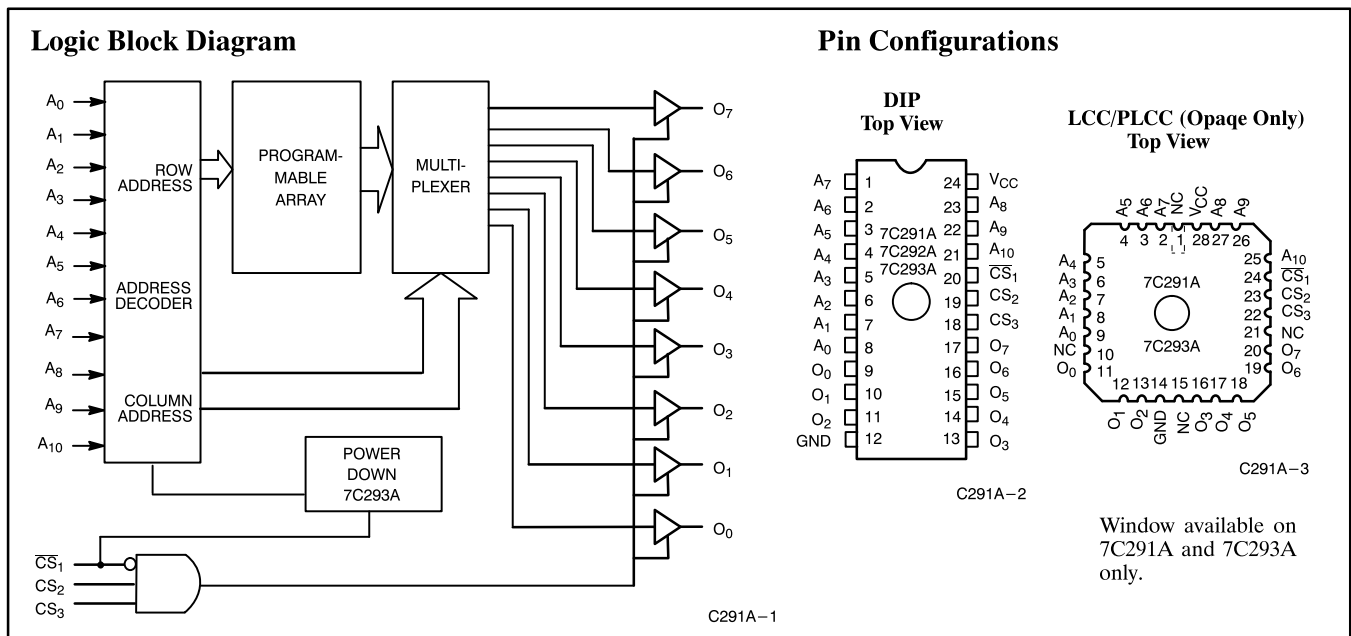 Logic Block Diagram
A0
A1
A2
A3
A4
A5
A6
A7
A8
A9
A10
ROW
ADDRESS
ADDRESS
DECODER
COLUMN
ADDRESS
PROGRAM-
MABLE
ARRAY
MULTI-
PLEXER
POWER
DOWN
7C293A
O7
O6
O5
O4
O3
O2
O1
O0
C̅S̅1
CS2
CS3
C291A–1
Pin Configurations
DIP
Top View
A7 1 24 VCC
A6 2 23 A8
A5 3 7C291A 22 A9
A4 4 7C292A 21 A10
A3 5 7C293A 20 C̅S̅1
A2 6 19 CS2
A1 7 18 CS3
A0 8 17 O7
O0 9 16 O6
O1 10 15 O5
O2 11 14 O4
GND 12 13 O3
C291A–2
LCC/PLCC (Opaqe Only)
Top View
A5 A6 A7 NC VCC A8 A9
4 3 2 1 28 27 26
A4 5 25 A10
A3 6 24 C̅S̅1
A2 7 7C291A 23 CS2
A1 8 22 CS3
A0 9 7C293A 21 NC
NC 10 20 O7
O0 11 19 O6
12 13 14 15 16 17 18
O1 O2 GND NC O3 O4 O5
C291A–3
Window available on
7C291A and 7C293A
only.